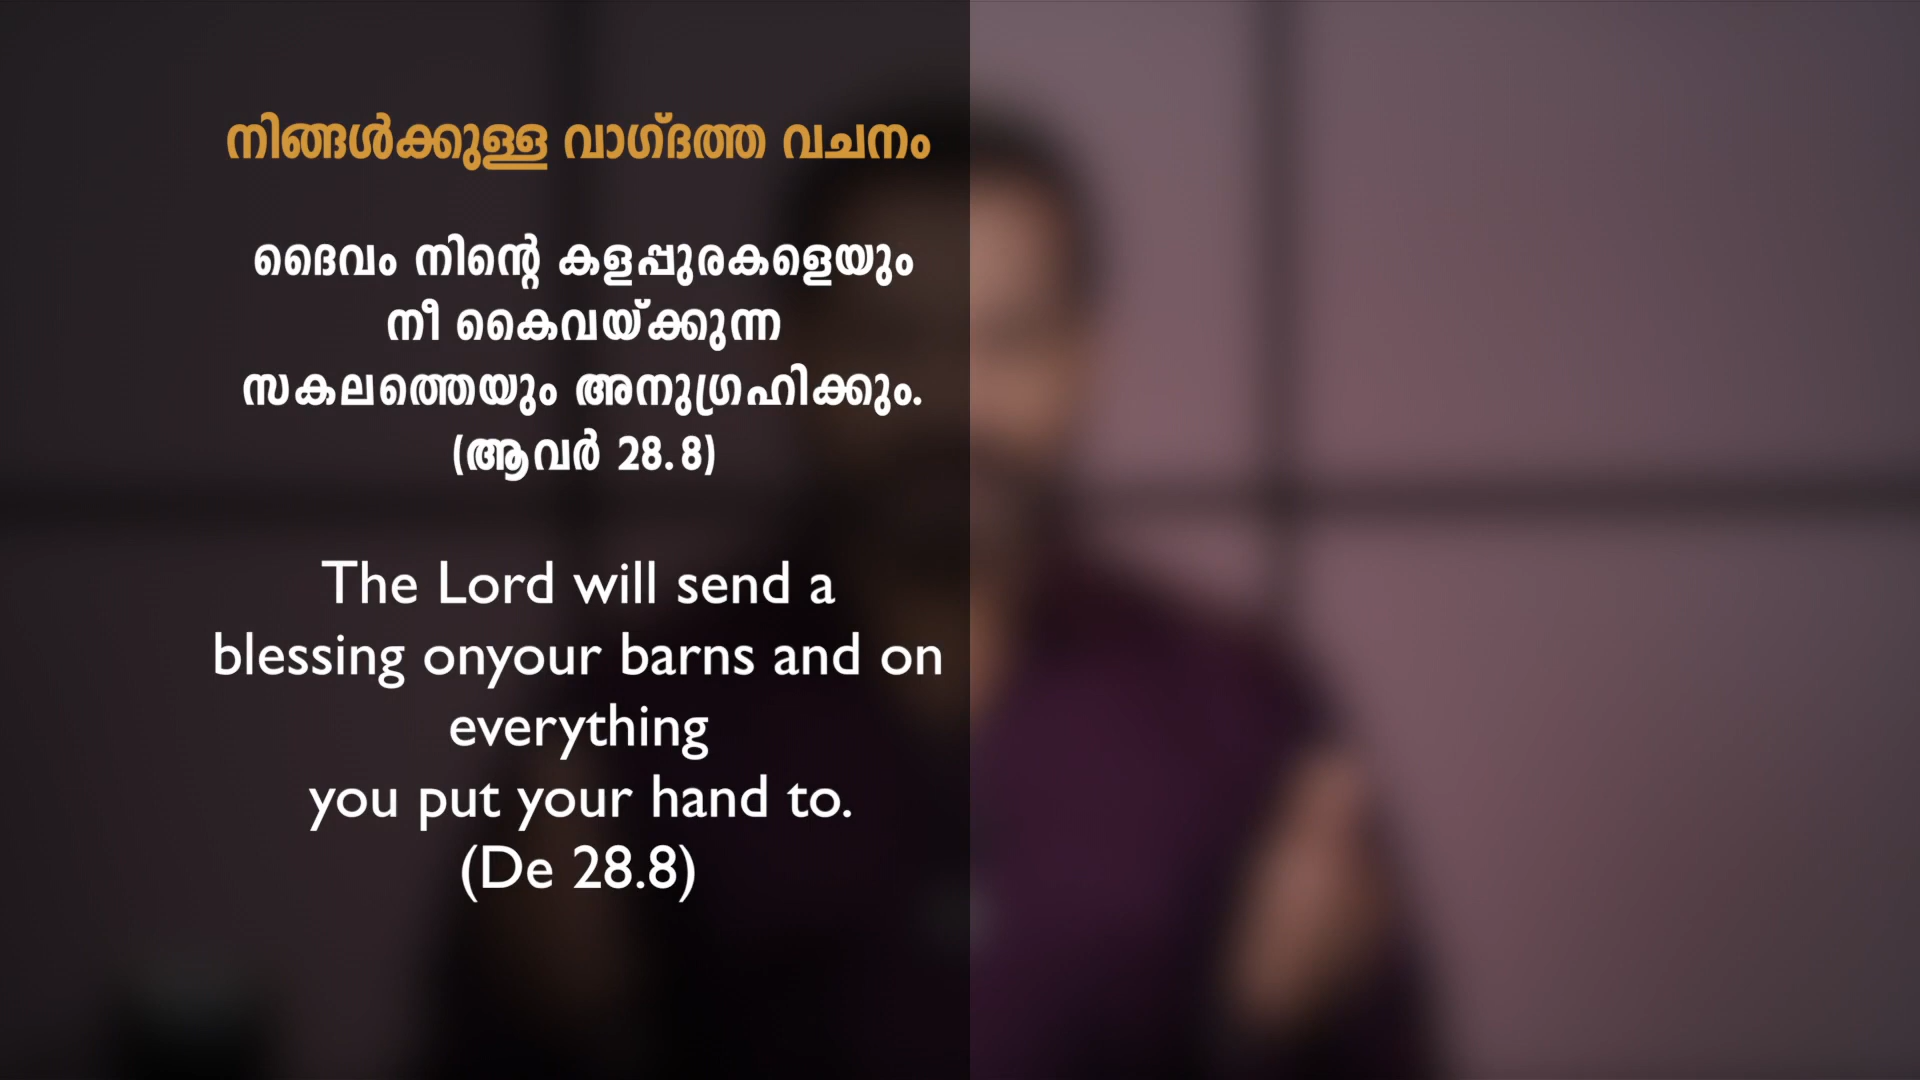 നിങ്ങൾക്കുള്ള വാഗ്ദത്ത വചനം
ദൈവം നിന്റെ കളപ്പുരകളെയും
നീ കൈവയ്ക്കുന്ന
സകലത്തെയും അനുഗ്രഹിക്കും.
(ആവർ 28.8)
The Lord will send a
blessing onyour barns and on
everything
you put your hand to.
(De 28.8)